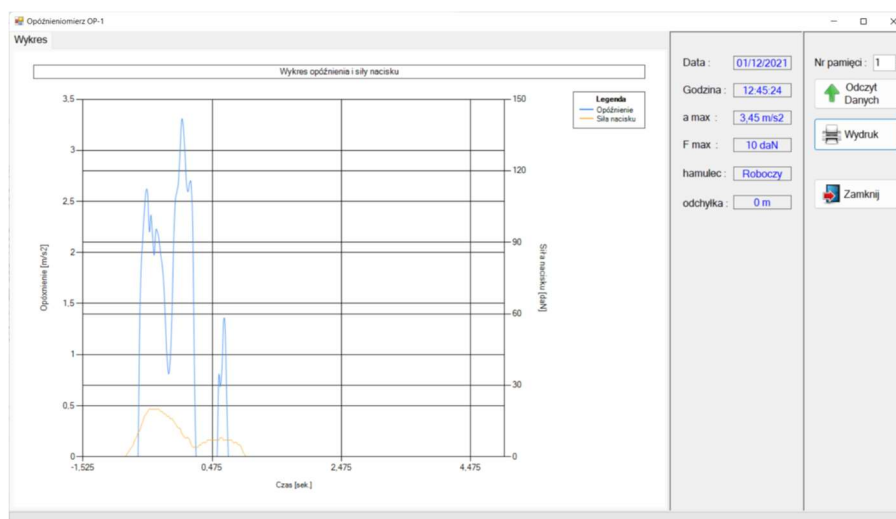 Opóźnieniomierz OP-1
Wykres
Wykres opóźnienia i siły nacisku
Legenda
Opóźnienie
Siła nacisku
3,5
3
2,5
2
1,5
1
0,5
0
150
120
90
60
30
0
Opóźnienie [m/s2]
Siła nacisku [daN]
-1,525
0,475
2,475
4,475
Czas [sek.]
Data : 01/12/2021
Godzina : 12:45:24
a max : 3,45 m/s2
F max : 10 daN
hamulec : Roboczy
odchyłka : 0 m
Nr pamięci : 1
Odczyt
Danych
Wydruk
Zamknij